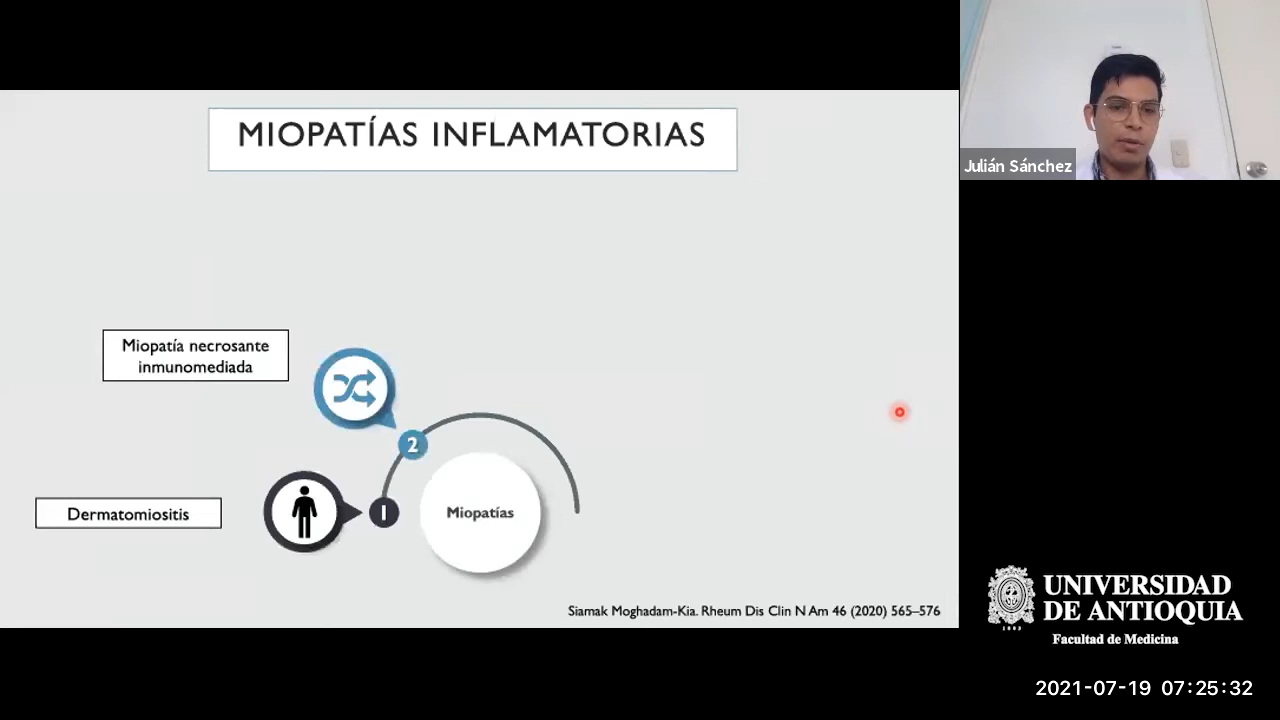 MIOPATÍAS INFLAMATORIAS
Julián Sánchez
Miopatía necrosante
inmunomediada
2
Dermatomiositis
1
Miopatías
Siamak Moghadam-Kia. Rheum Dis Clin N Am 46 (2020) 565–576
UNIVERSIDAD
DE ANTIOQUIA
1803
Facultad de Medicina
2021-07-19 07:25:32